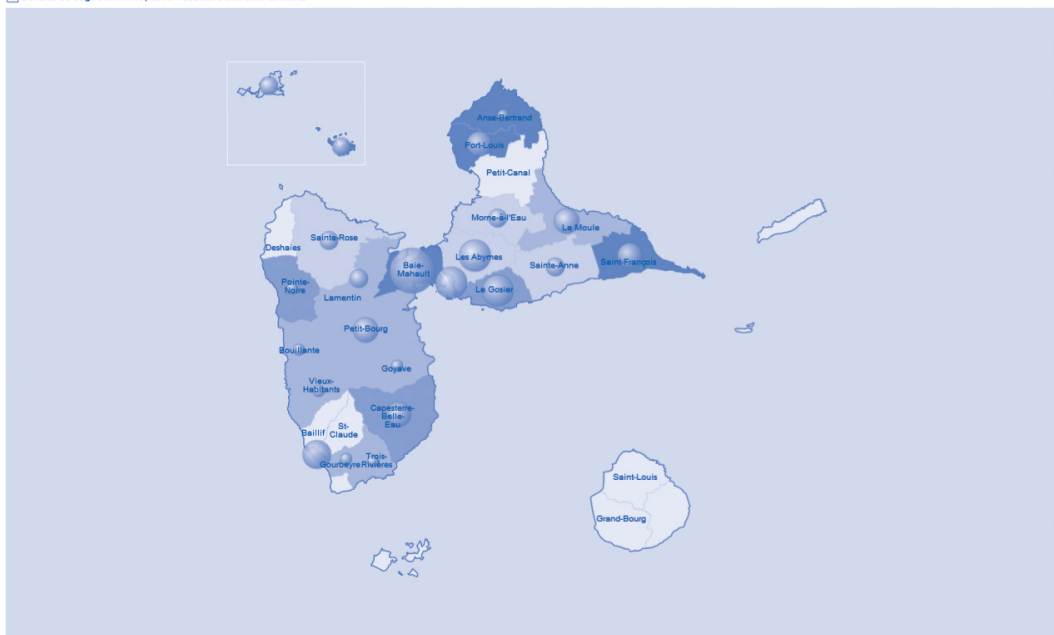 Anse-Bertrand
Port-Louis
Petit-Canal
Morne-à-l'Eau
Le Moule
Deshaies
Sainte-Rose
Les Abymes
Baie-
Mahault
Sainte-Anne
Saint-François
Pointe-
Noire
Lamentin
Le Gosier
Petit-Bourg
Bouillante
Goyave
Vieux-
Habitants
Capesterre-
Belle-
Eau
St-
Claude
Baillif
Trois-
Rivières
Gourbeyre
Saint-Louis
Grand-Bourg